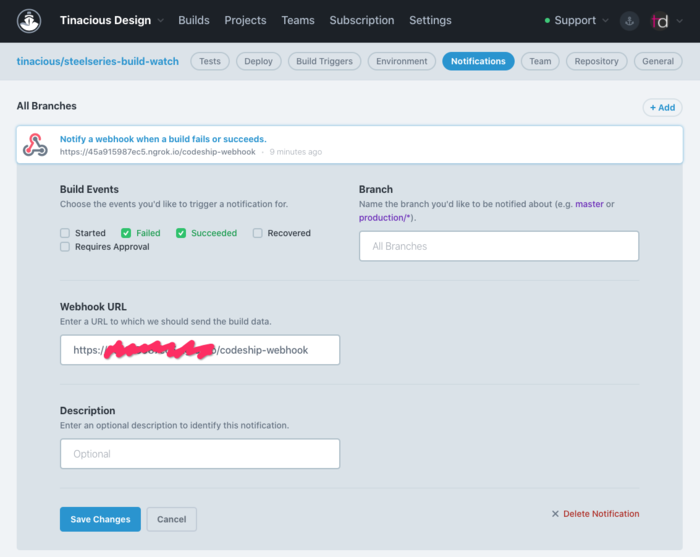 Tinacious Design Builds Projects Teams Subscription Settings Support td
tinacious/steelseries-build-watch Tests Deploy Build Triggers Environment Notifications Team Repository General
All Branches + Add
Notify a webhook when a build fails or succeeds.
https://45a915987ec5.ngrok.io/codeship-webhook - 9 minutes ago
Build Events
Choose the events you'd like to trigger a notification for.
Started Failed Succeeded Recovered
Requires Approval
Branch
Name the branch you'd like to be notified about (e.g. master or
production/*).
All Branches
Webhook URL
Enter a URL to which we should send the build data.
https:/ /codeship-webhook
Description
Enter an optional description to identify this notification.
Optional
Save Changes Cancel × Delete Notification